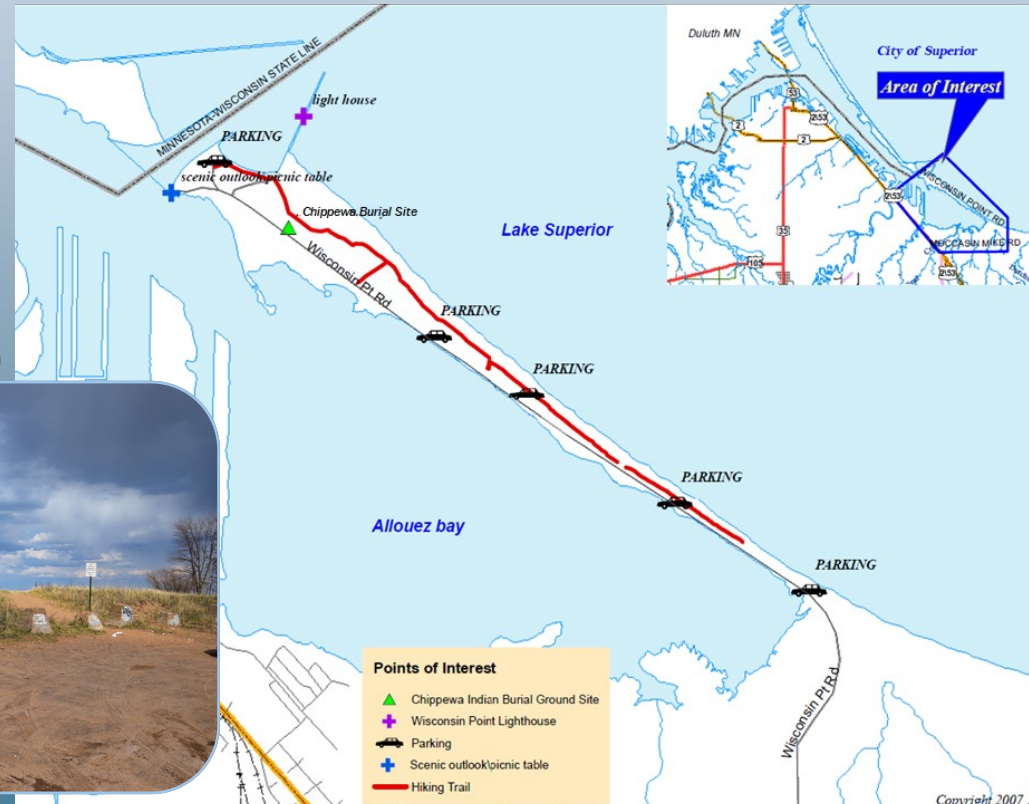 MINNESOTA-WISCONSIN STATE LINE
light house
PARKING
scenic outlook\picnic table
Chippewa Burial Site
Wisconsin Pt Rd
Lake Superior
PARKING
PARKING
PARKING
PARKING
Allouez bay
Wisconsin Pt Rd
Duluth MN
City of Superior
Area of Interest
53
2\53
2
2
2\53
WISCONSIN POINT RD
35
MOCCASIN MIKE RD
105
2\53
Points of Interest
Chippewa Indian Burial Ground Site
Wisconsin Point Lighthouse
Parking
Scenic outlook\picnic table
Hiking Trail
Copyright 2007